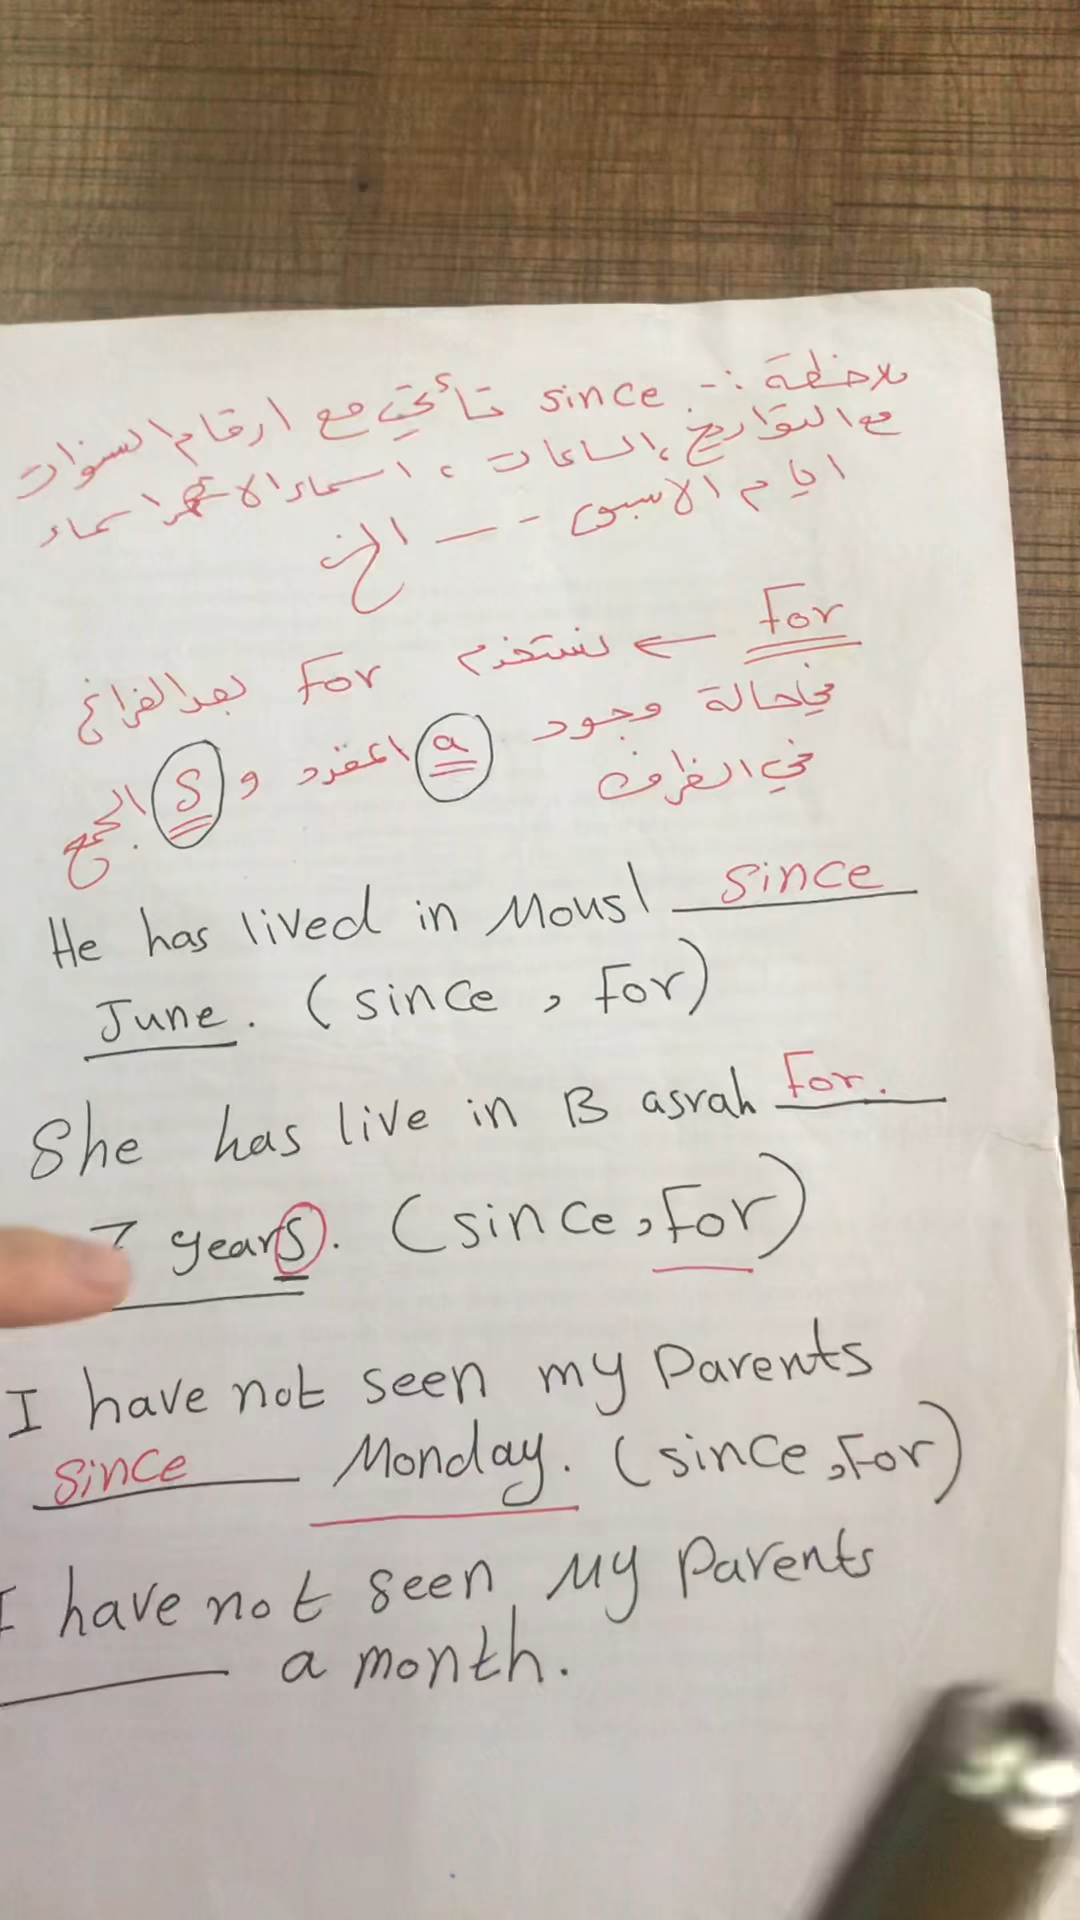 ملاحظة :- since تأتي مع ارقام السنوات
مع التواريخ ، الساعات ، اسماء الاشهر اسماء
ايام الاسبوع - - - الخ
For ← نستخدم For بعد الفراغ
في حالة وجود a المفرد و S الجمع
في الظرف
He has lived in Mousl since
June. (since , For)
She has live in Basrah For.
7 years. (since, For)
I have not seen my Parents
since Monday. (since, For)
I have not seen my Parents
a month.